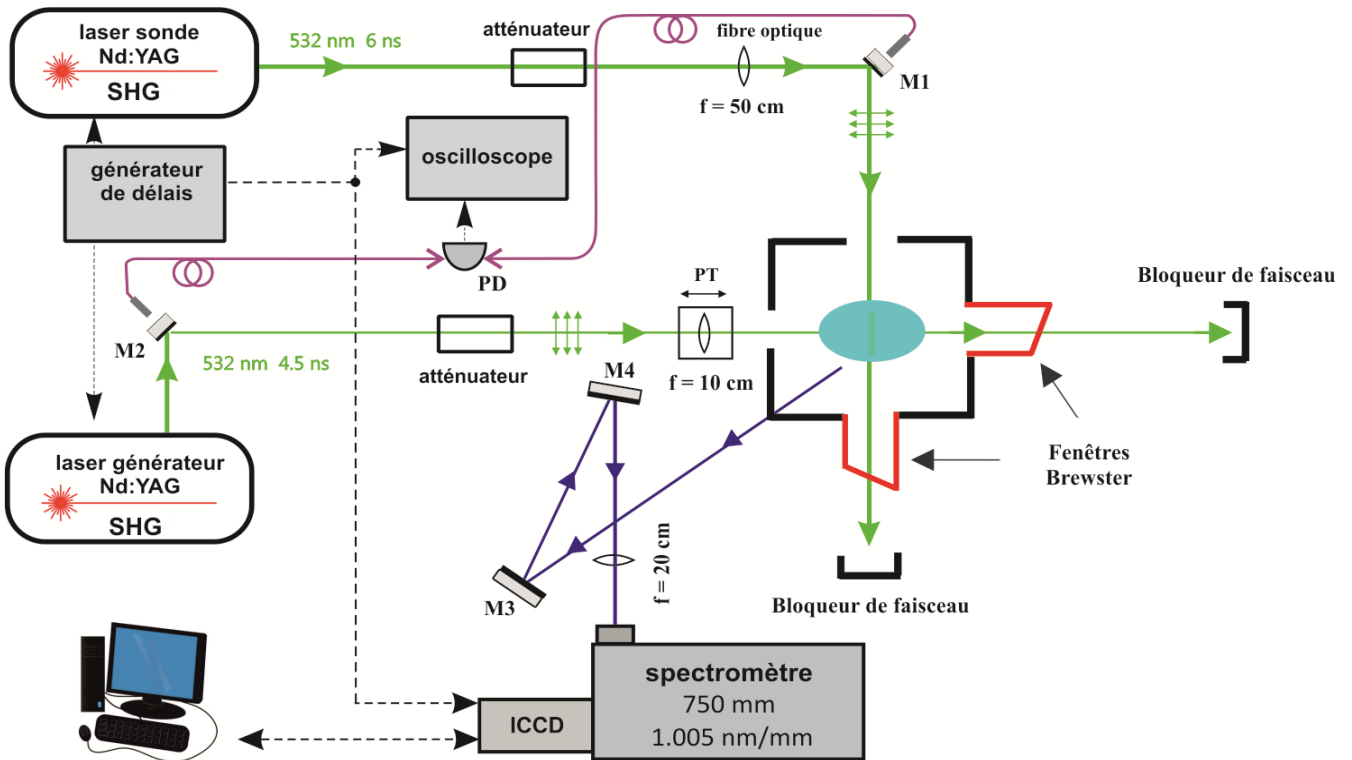 laser sonde
Nd:YAG
SHG
532 nm 6 ns
atténuateur
fibre optique
f = 50 cm
M1
générateur
de délais
oscilloscope
PD
M2
532 nm 4.5 ns
atténuateur
PT
f = 10 cm
Bloqueur de faisceau
laser générateur
Nd:YAG
SHG
M4
M3
f = 20 cm
Fenêtres
Brewster
Bloqueur de faisceau
spectromètre
750 mm
1.005 nm/mm
ICCD